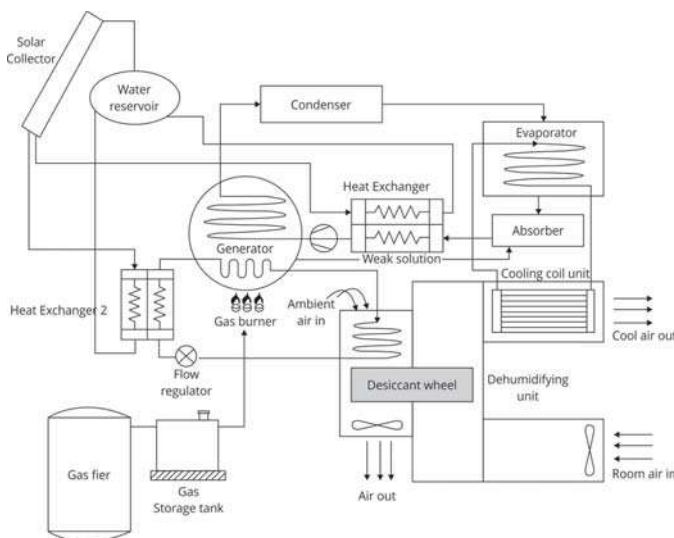 Solar
Collector
Water
reservoir
Condenser
Evaporator
Heat Exchanger
Absorber
Generator
Weak solution
Cooling coil unit
Heat Exchanger 2
Gas burner
Ambient
air in
Cool air out
Flow
regulator
Desiccant wheel
Dehumidifying
unit
Gas fier
Gas
Storage tank
Air out
Room air in